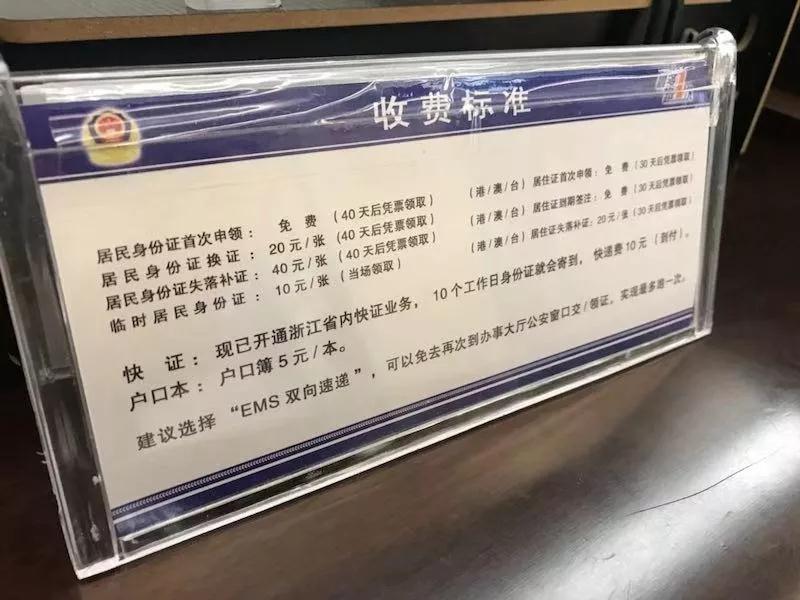 收费标准
居民身份证首次申领： 免 费 （40天后凭票领取）
居民身份证换证： 20元/张（40天后凭票领取）
居民身份证失落补证： 40元/张（40天后凭票领取）
临时居民身份证： 10元/张（当场领取）
（港/澳/台）居住证首次申领： 免 费（30天后凭票领取）
（港/澳/台）居住证到期签注： 免 费（30天后凭票领取）
（港/澳/台）居住证失落补证：20元/张（30天后凭票领取）
快 证： 现已开通浙江省内快证业务， 10个工作日身份证就会寄到， 快递费10元（到付）。
户口本： 户口簿5元/本。
建议选择“EMS双向速递”，可以免去再次到办事大厅公安窗口交/领证，实现最多跑一次。